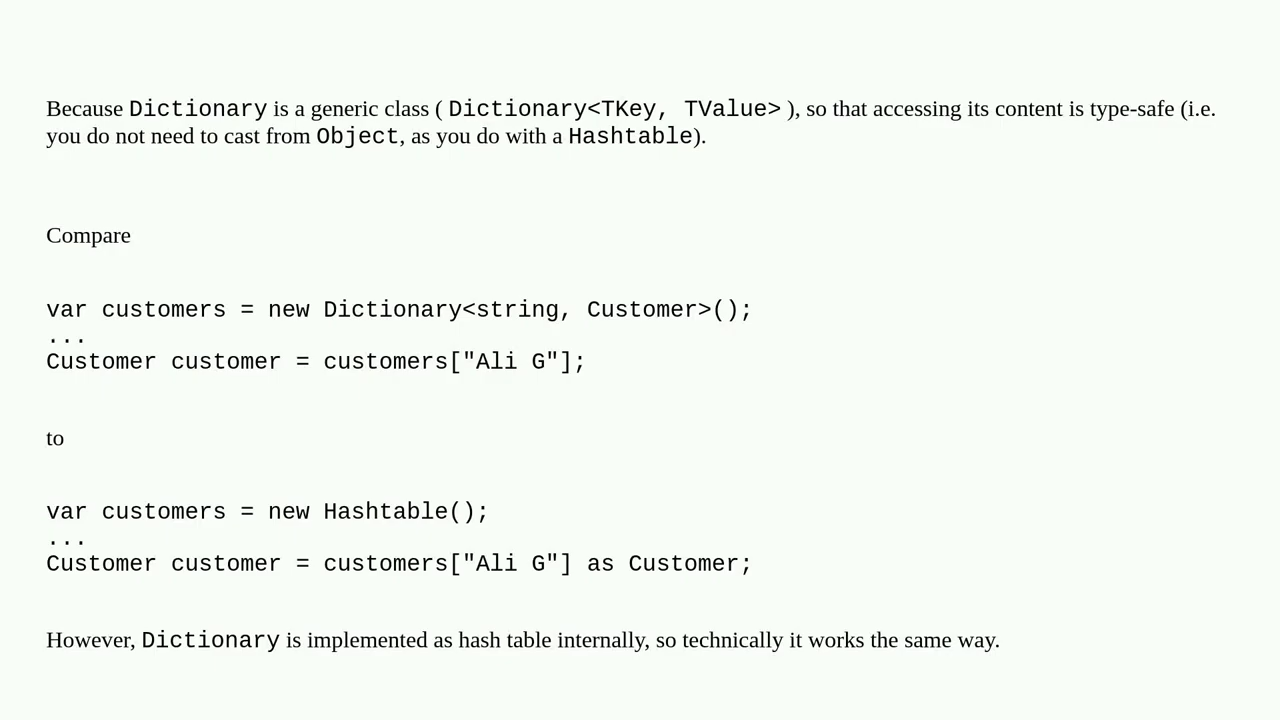 Because Dictionary is a generic class ( Dictionary<TKey, TValue> ), so that accessing its content is type-safe (i.e.
you do not need to cast from Object, as you do with a Hashtable).
Compare
var customers = new Dictionary<string, Customer>();
...
Customer customer = customers["Ali G"];
to
var customers = new Hashtable();
...
Customer customer = customers["Ali G"] as Customer;
However, Dictionary is implemented as hash table internally, so technically it works the same way.